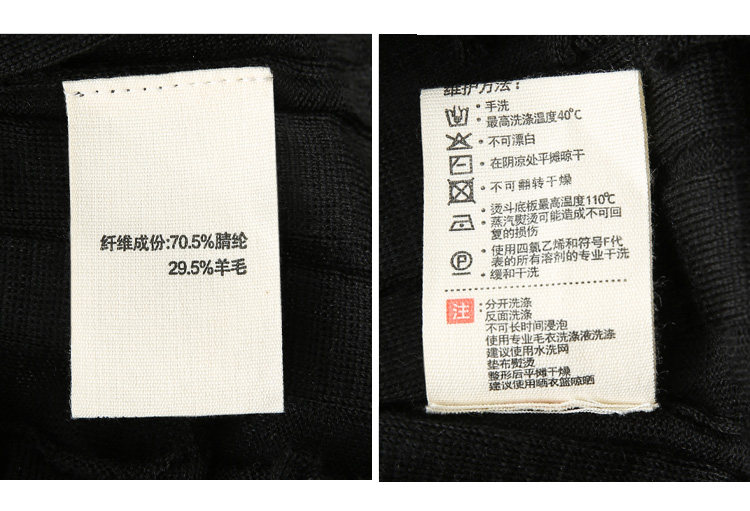 纤维成份:70.5%腈纶
29.5%羊毛
维护方法:
• 手洗
• 最高洗涤温度40℃
• 不可漂白
• 在阴凉处平摊晾干
• 不可翻转干燥
• 烫斗底板最高温度110℃
• 蒸汽熨烫可能造成不可回
复的损伤
• 使用四氯乙烯和符号F代
表的所有溶剂的专业干洗
• 缓和干洗
注:分开洗涤
反面洗涤
不可长时间浸泡
使用专业毛衣洗涤液洗涤
建议使用水洗网
垫布熨烫
整形后平摊干燥
建议使用晒衣篮晾晒